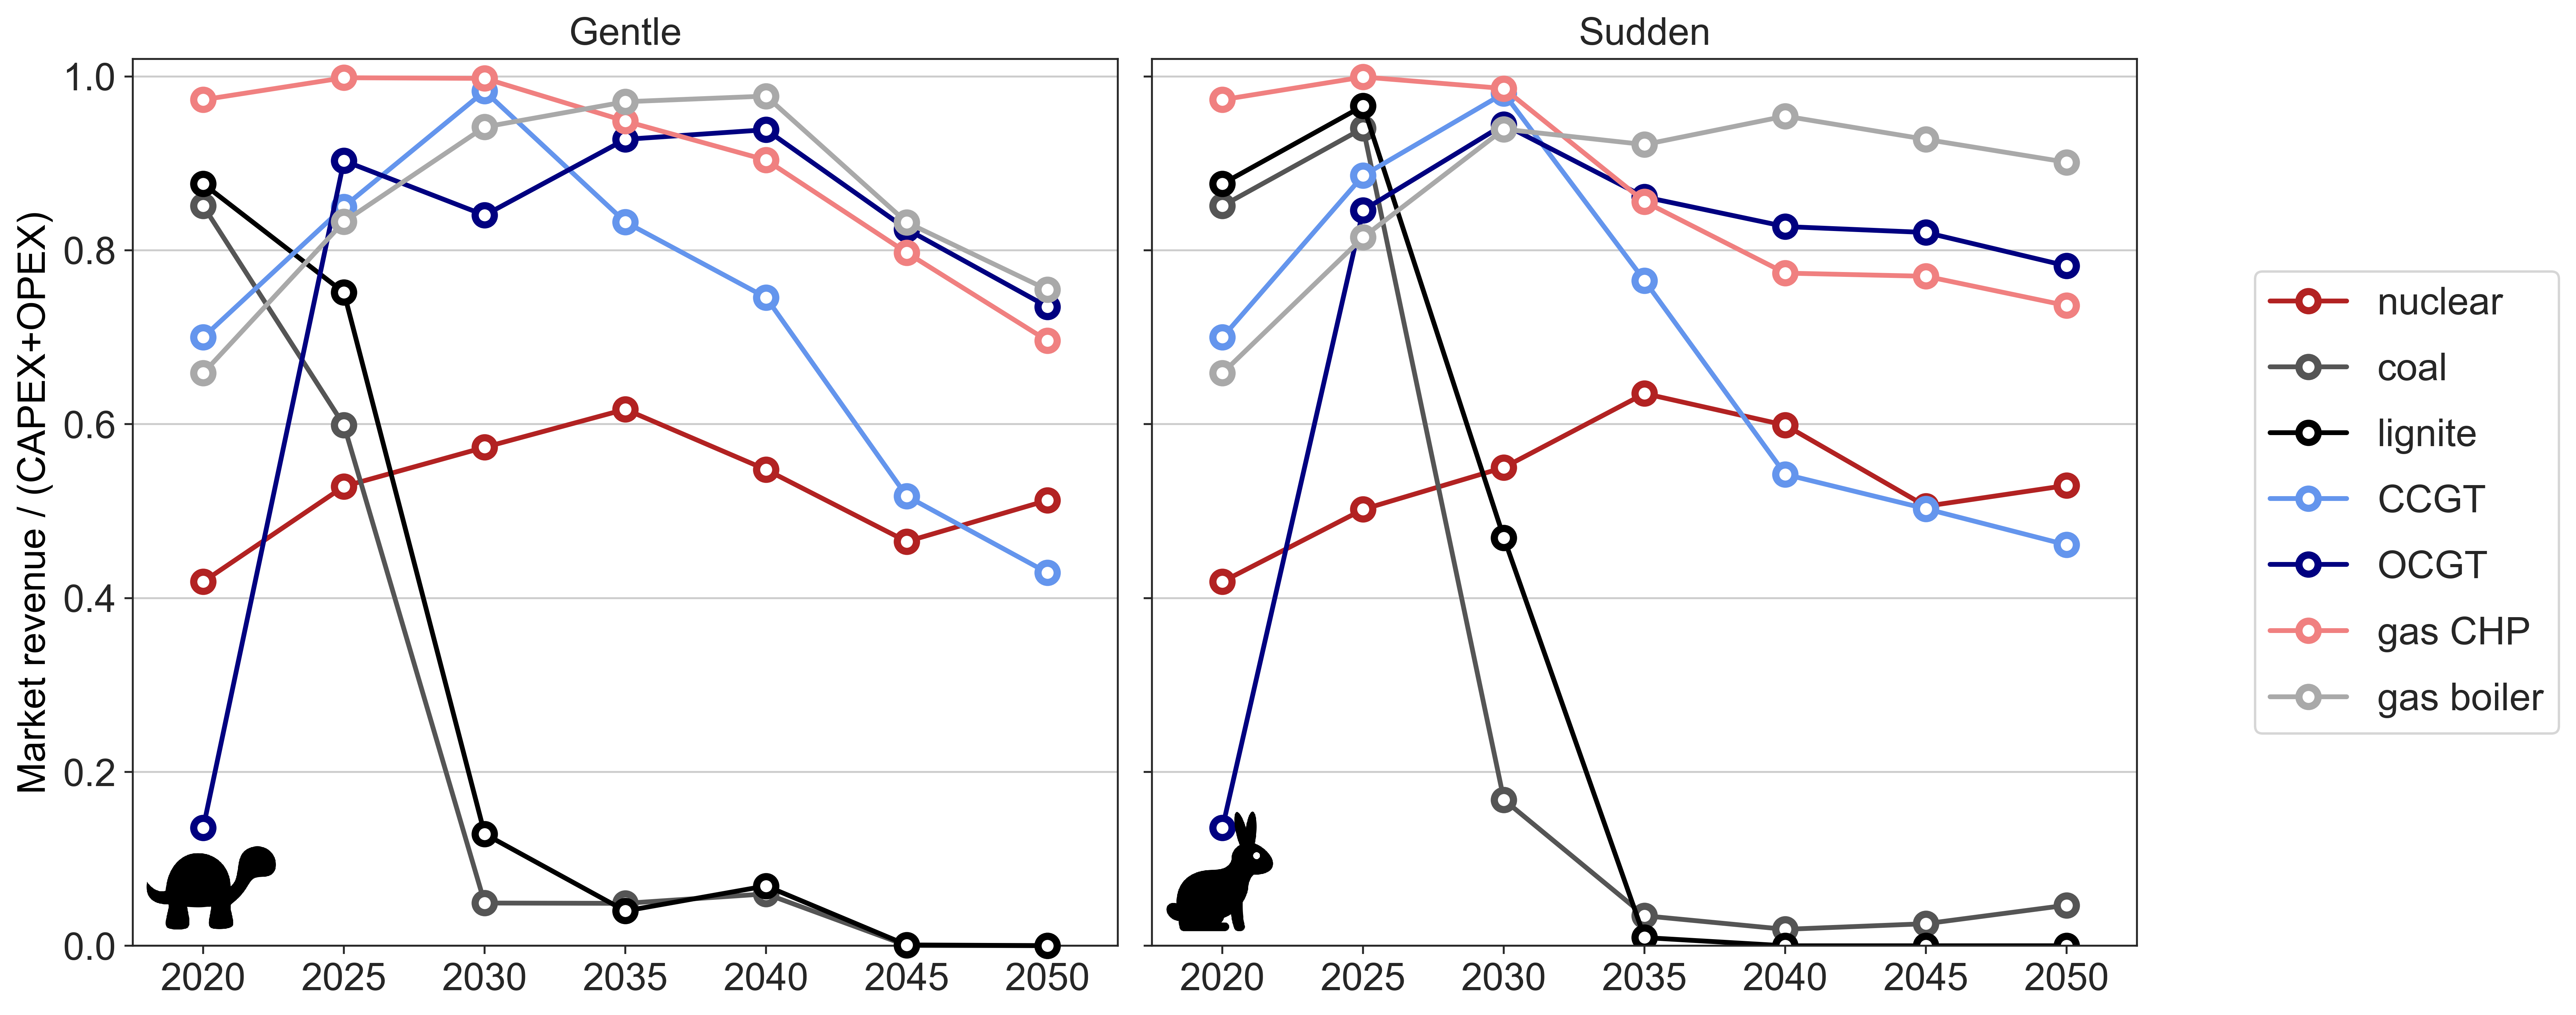 Gentle
Sudden
Market revenue / (CAPEX+OPEX)
1.0
0.8
0.6
0.4
0.2
0.0
2020 2025 2030 2035 2040 2045 2050
2020 2025 2030 2035 2040 2045 2050
nuclear
coal
lignite
CCGT
OCGT
gas CHP
gas boiler